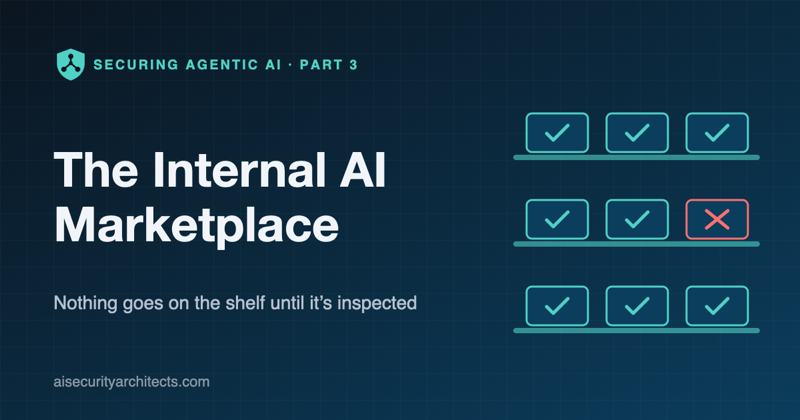 SECURING AGENTIC AI · PART 3
The Internal AI
Marketplace
Nothing goes on the shelf until it’s inspected
aisecurityarchitects.com